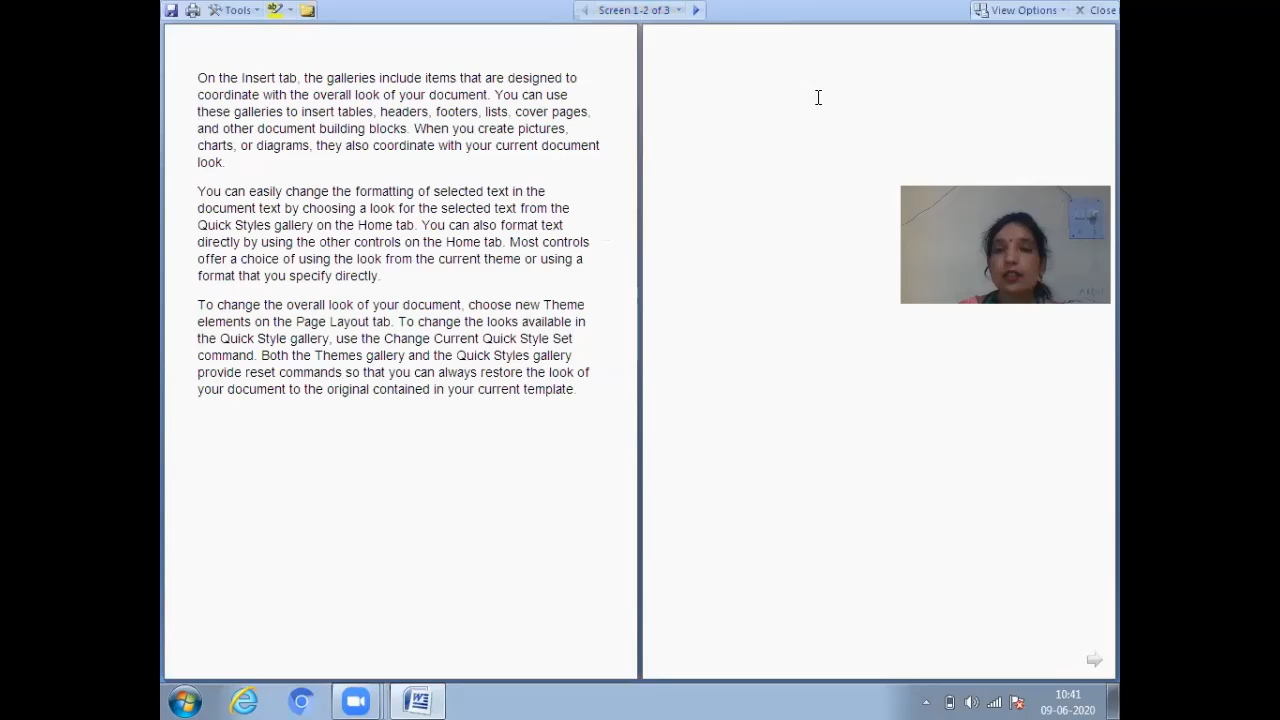 Tools
Screen 1-2 of 3
View Options
Close
On the Insert tab, the galleries include items that are designed to
coordinate with the overall look of your document. You can use
these galleries to insert tables, headers, footers, lists, cover pages,
and other document building blocks. When you create pictures,
charts, or diagrams, they also coordinate with your current document
look.
You can easily change the formatting of selected text in the
document text by choosing a look for the selected text from the
Quick Styles gallery on the Home tab. You can also format text
directly by using the other controls on the Home tab. Most controls
offer a choice of using the look from the current theme or using a
format that you specify directly.
To change the overall look of your document, choose new Theme
elements on the Page Layout tab. To change the looks available in
the Quick Style gallery, use the Change Current Quick Style Set
command. Both the Themes gallery and the Quick Styles gallery
provide reset commands so that you can always restore the look of
your document to the original contained in your current template.
10:41
09-06-2020